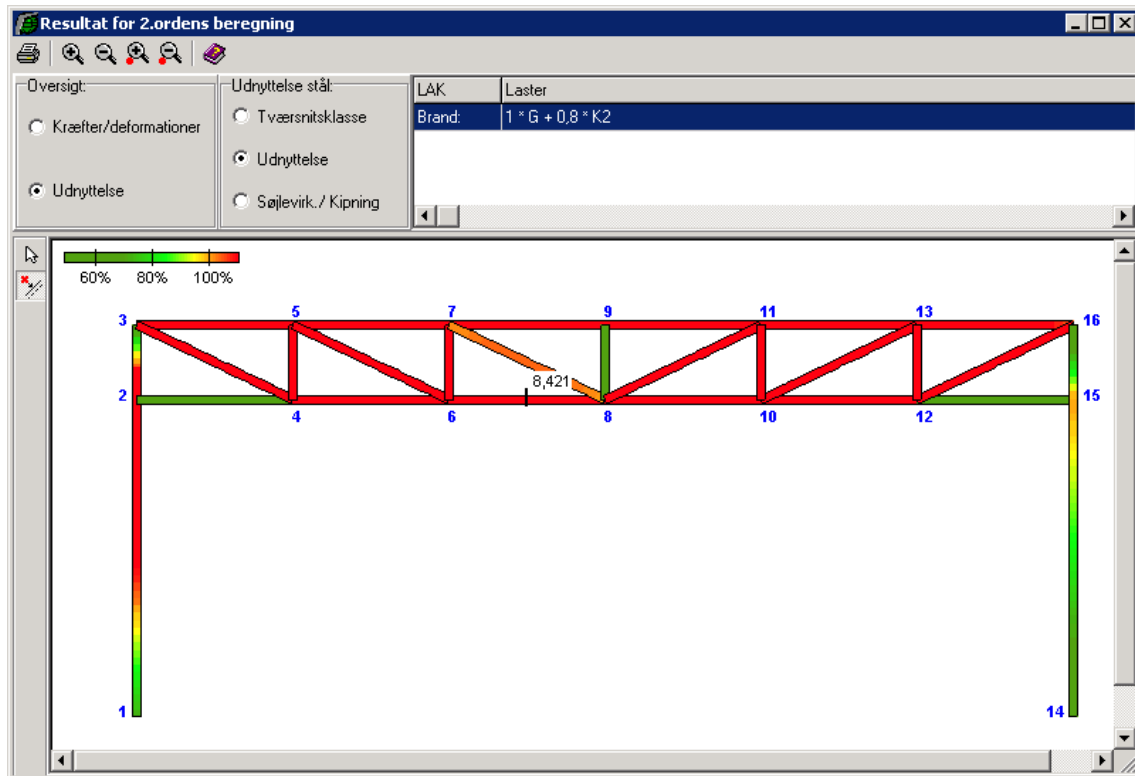 Resultat for 2.ordens beregning
Oversigt:
Kræfter/deformationer
Udnyttelse
Udnyttelse stål:
Tværsnitsklasse
Udnyttelse
Søjlevirk./ Kipning
LAK Laster
Brand: 1 * G + 0,8 * K2
60% 80% 100%
3 5 7 9 11 13 16
8,421
2 15
4 6 8 10 12
1 14